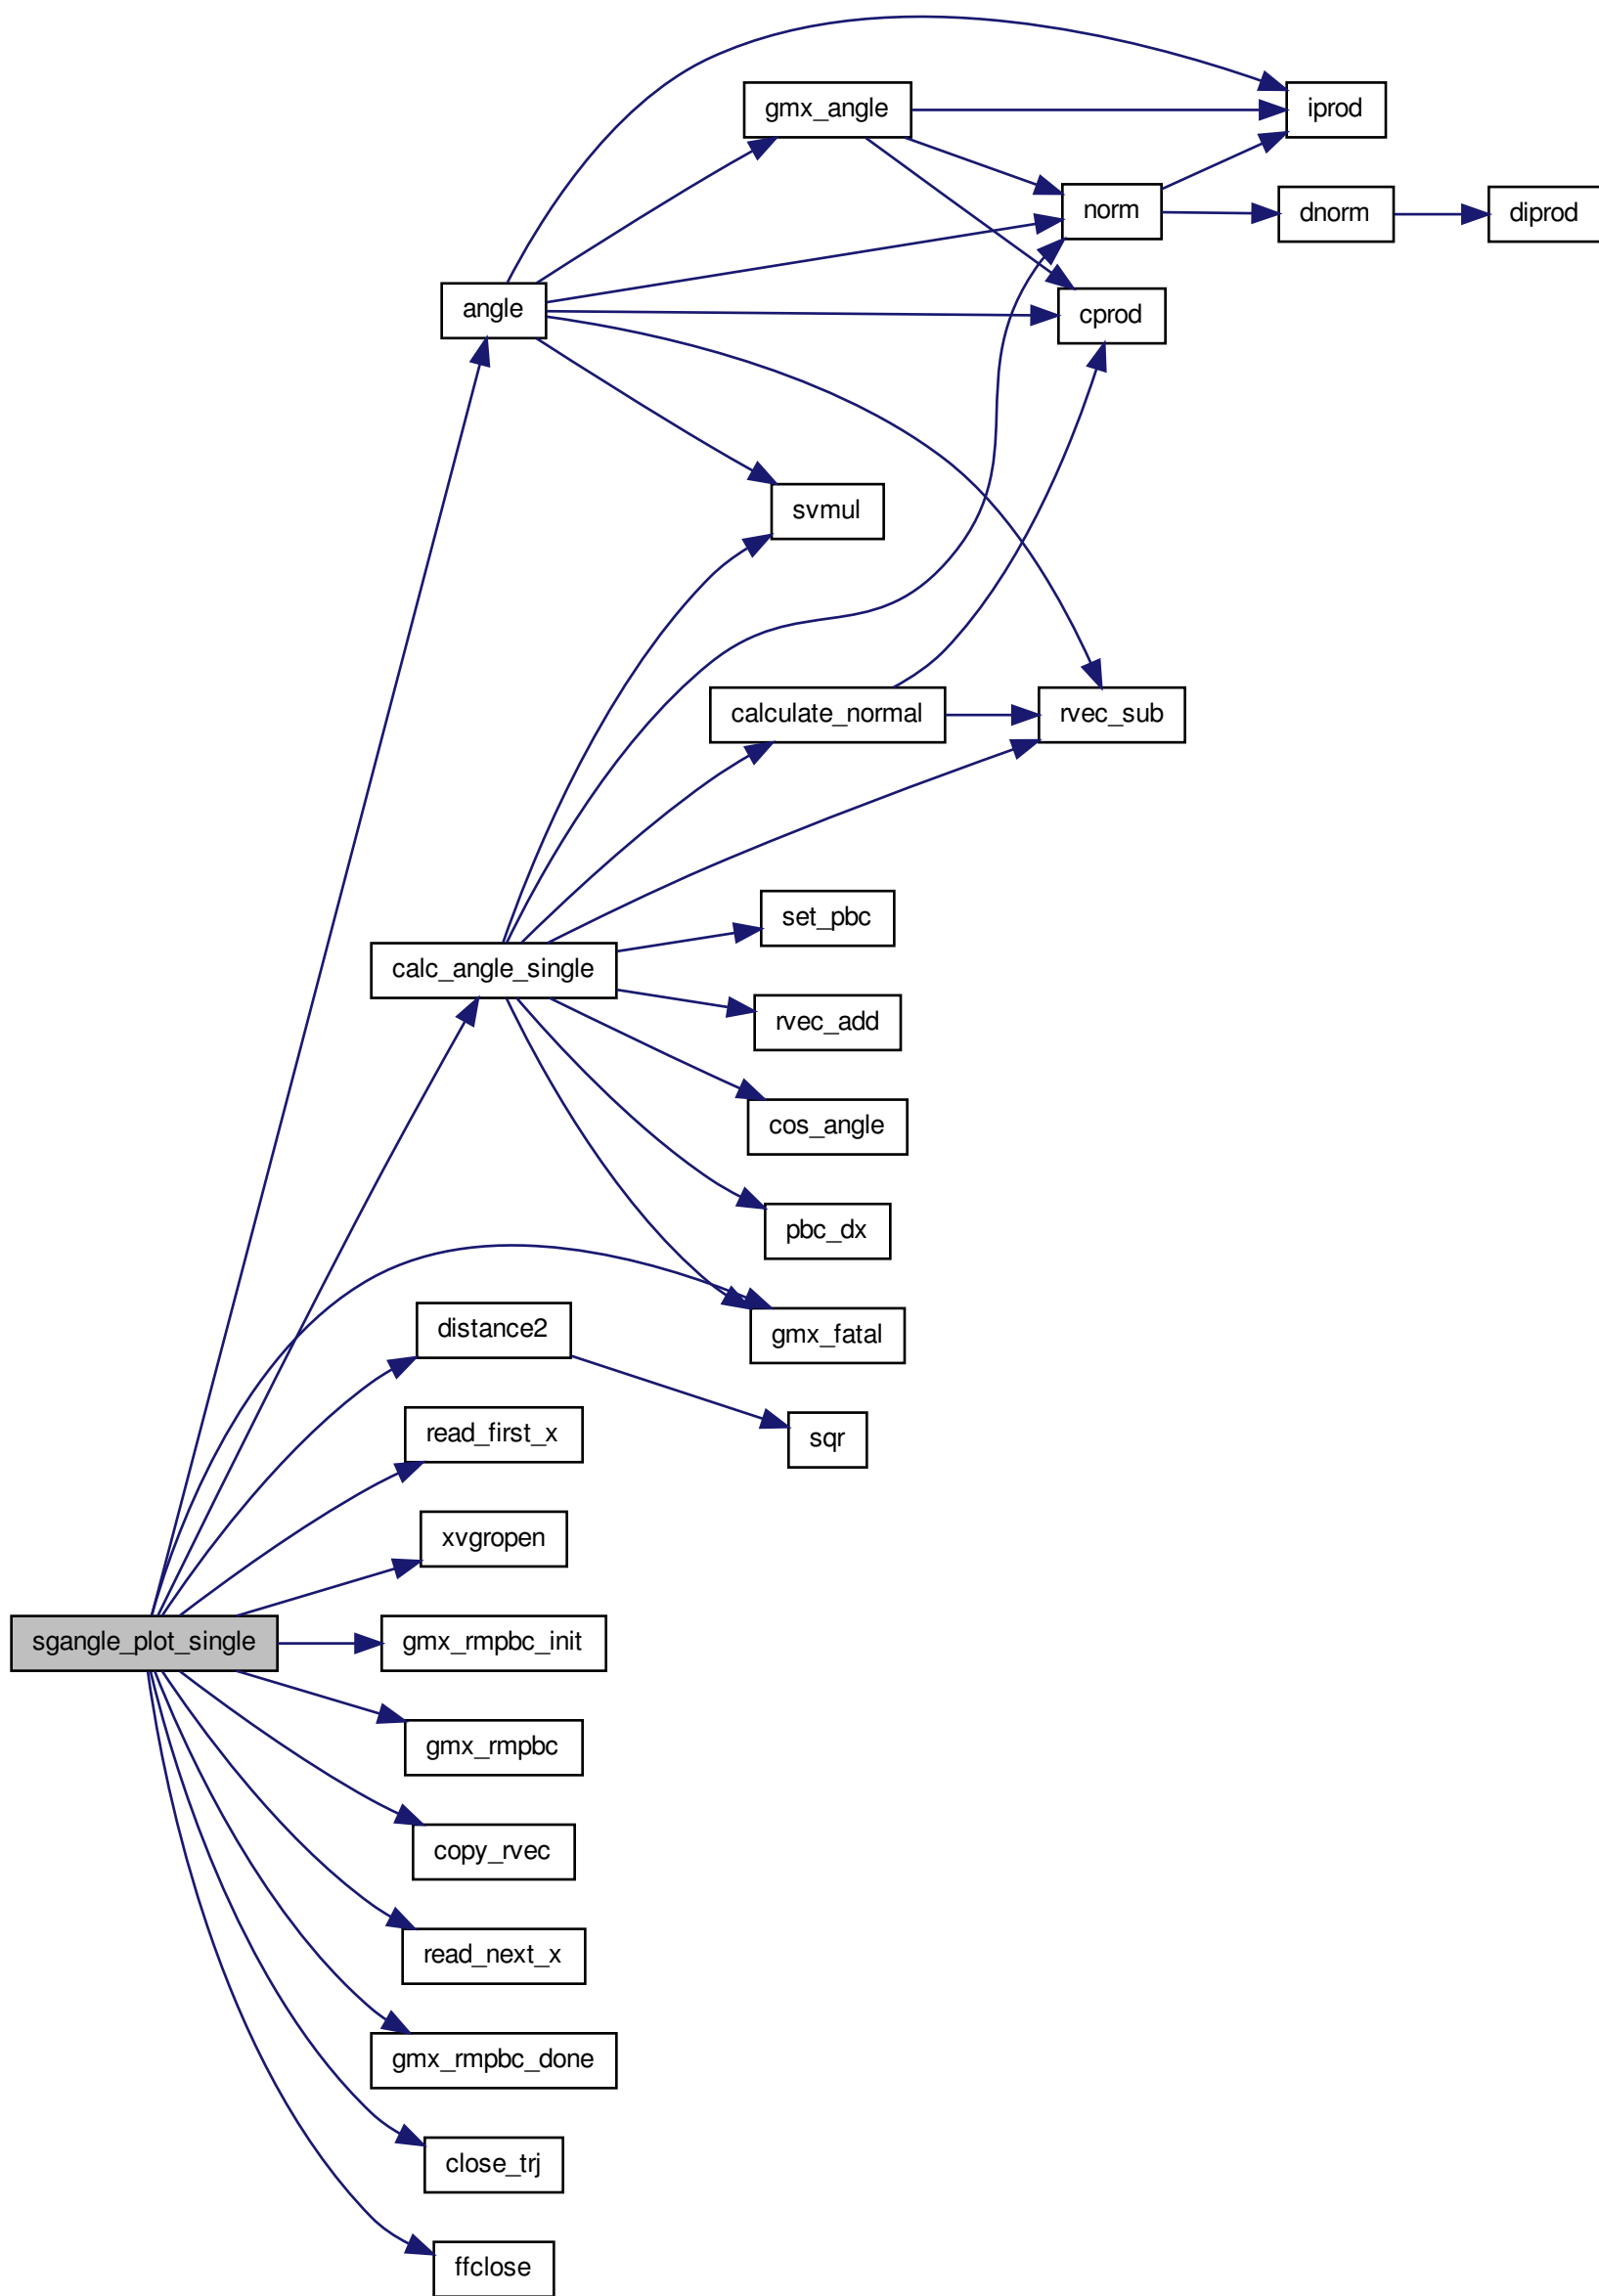 gmx_angle
iprod
norm
dnorm
diprod
angle
cprod
svmul
calculate_normal
rvec_sub
set_pbc
calc_angle_single
rvec_add
cos_angle
pbc_dx
distance2
gmx_fatal
read_first_x
sqr
xvgropen
sgangle_plot_single
gmx_rmpbc_init
gmx_rmpbc
copy_rvec
read_next_x
gmx_rmpbc_done
close_trj
ffclose